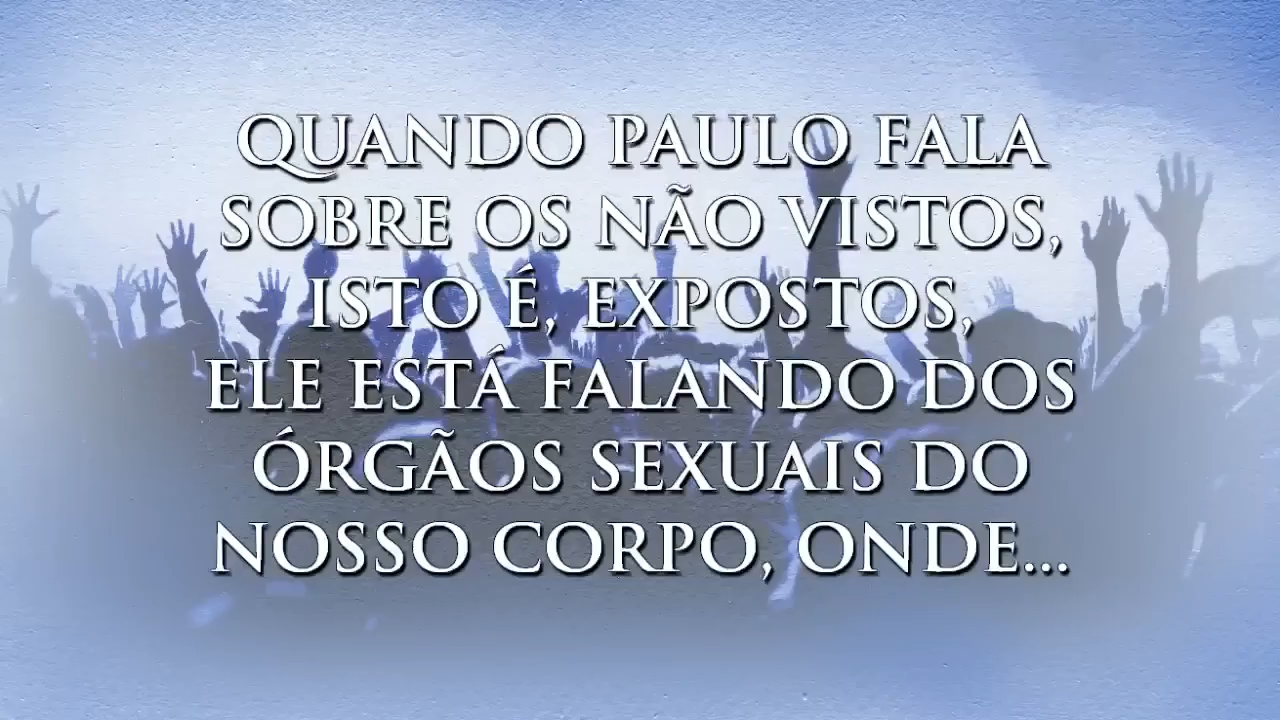 QUANDO PAULO FALA
SOBRE OS NÃO VISTOS,
ISTO É, EXPOSTOS,
ELE ESTÁ FALANDO DOS
ÓRGÃOS SEXUAIS DO
NOSSO CORPO, ONDE...